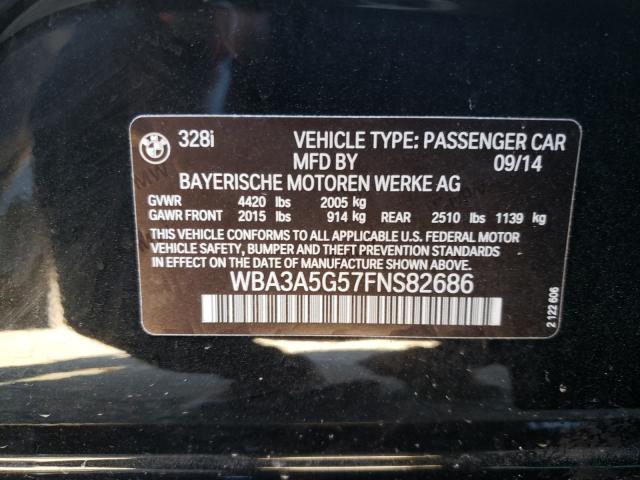 328i VEHICLE TYPE: PASSENGER CAR
MFD BY 09/14
BAYERISCHE MOTOREN WERKE AG
GVWR 4420 lbs 2005 kg
GAWR FRONT 2015 lbs 914 kg REAR 2510 lbs 1139 kg
THIS VEHICLE CONFORMS TO ALL APPLICABLE U.S. FEDERAL MOTOR
VEHICLE SAFETY, BUMPER AND THEFT PREVENTION STANDARDS
IN EFFECT ON DATE OF MANUFACTURE SHOWN ABOVE.
WBA3A5G57FNS82686
2 122 606